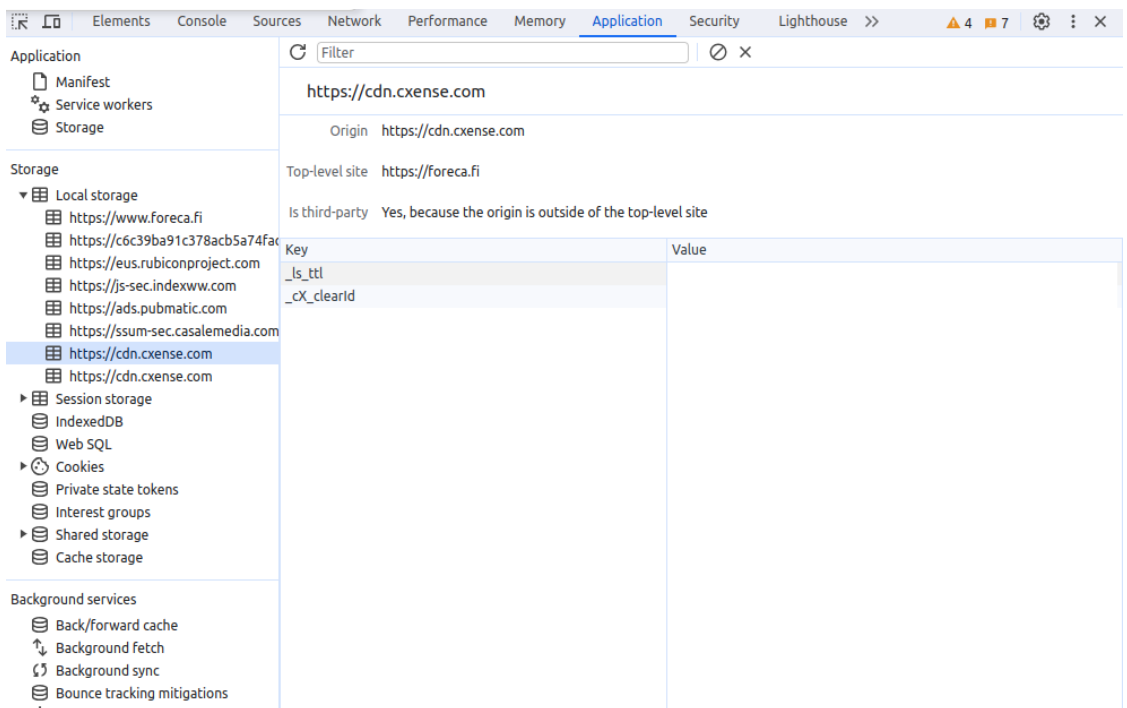 Elements Console Sources Network Performance Memory Application Security Lighthouse 4 7
Application
Manifest
Service workers
Storage
Storage
Local storage
https://www.foreca.fi
https://c6c39ba91c378acb5a74fac
https://eus.rubiconproject.com
https://js-sec.indexww.com
https://ads.pubmatic.com
https://ssum-sec.casalemedia.com
https://cdn.cxense.com
https://cdn.cxense.com
Session storage
IndexedDB
Web SQL
Cookies
Private state tokens
Interest groups
Shared storage
Cache storage
Background services
Back/forward cache
Background fetch
Background sync
Bounce tracking mitigations
Filter
https://cdn.cxense.com
Origin https://cdn.cxense.com
Top-level site https://foreca.fi
Is third-party Yes, because the origin is outside of the top-level site
Key Value
_ls_ttl
_cX_clearId